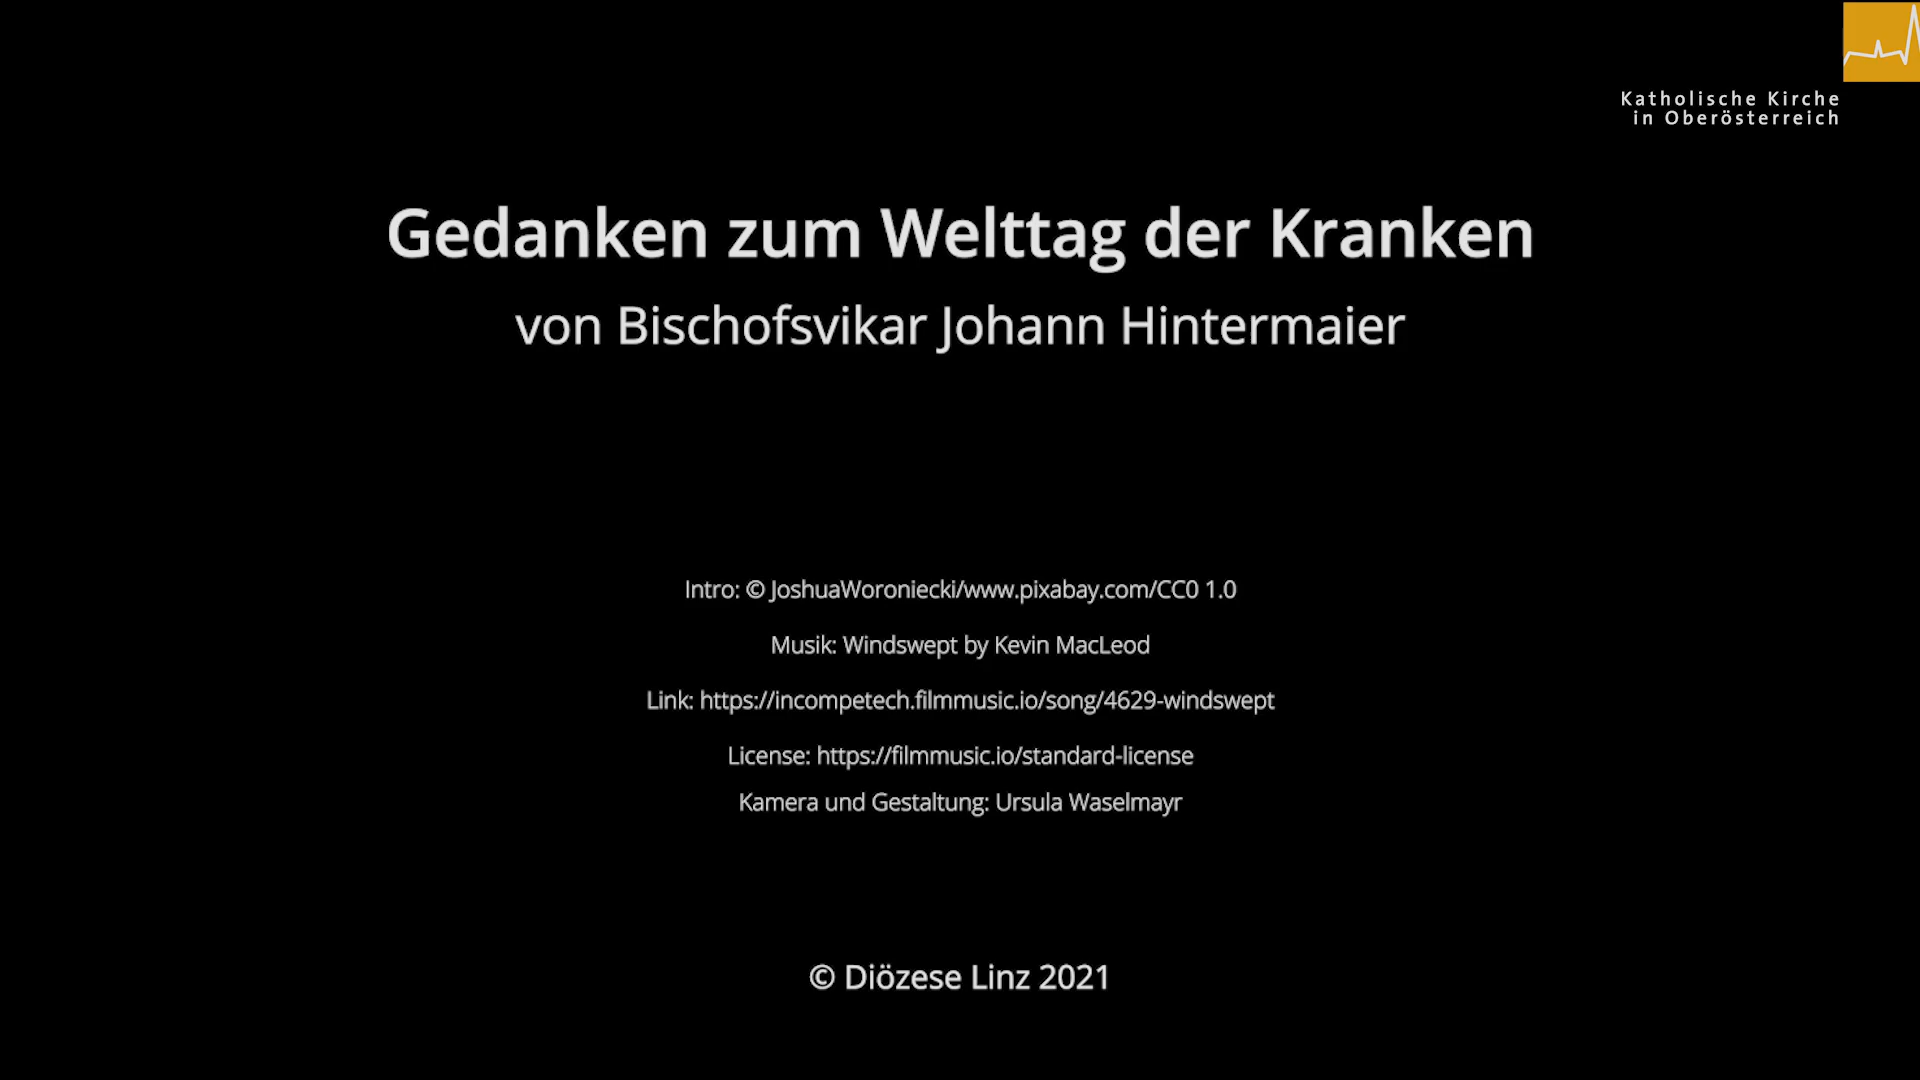 Katholische Kirche
in Oberösterreich
Gedanken zum Welttag der Kranken
von Bischofsvikar Johann Hintermaier
Intro: © JoshuaWoroniecki/www.pixabay.com/CC0 1.0
Musik: Windswept by Kevin MacLeod
Link: https://incompetech.filmmusic.io/song/4629-windswept
License: https://filmmusic.io/standard-license
Kamera und Gestaltung: Ursula Waselmayr
© Diözese Linz 2021